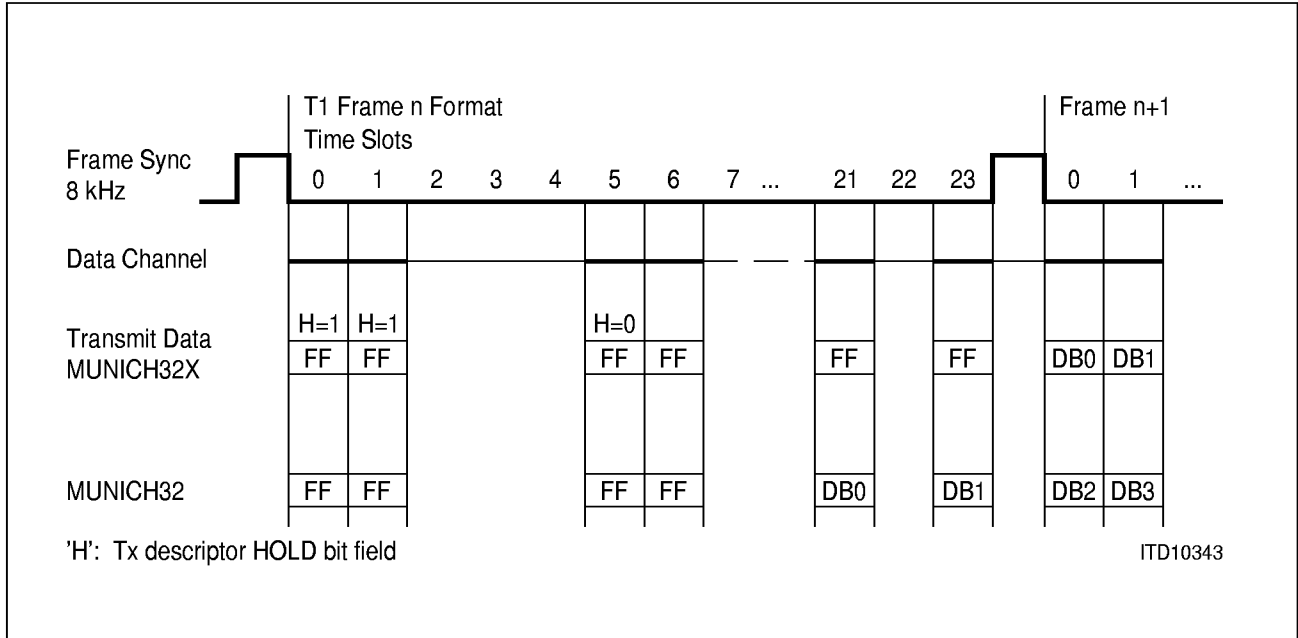 T1 Frame n Format
Frame n+1
Time Slots
Frame Sync
8 kHz
0 1 2 3 4 5 6 7 ... 21 22 23 0 1 ...
Data Channel
H=1 H=1 H=0
Transmit Data
MUNICH32X
FF FF FF FF FF FF DB0 DB1
MUNICH32 FF FF FF FF DB0 DB1 DB2 DB3
'H': Tx descriptor HOLD bit field
ITD10343